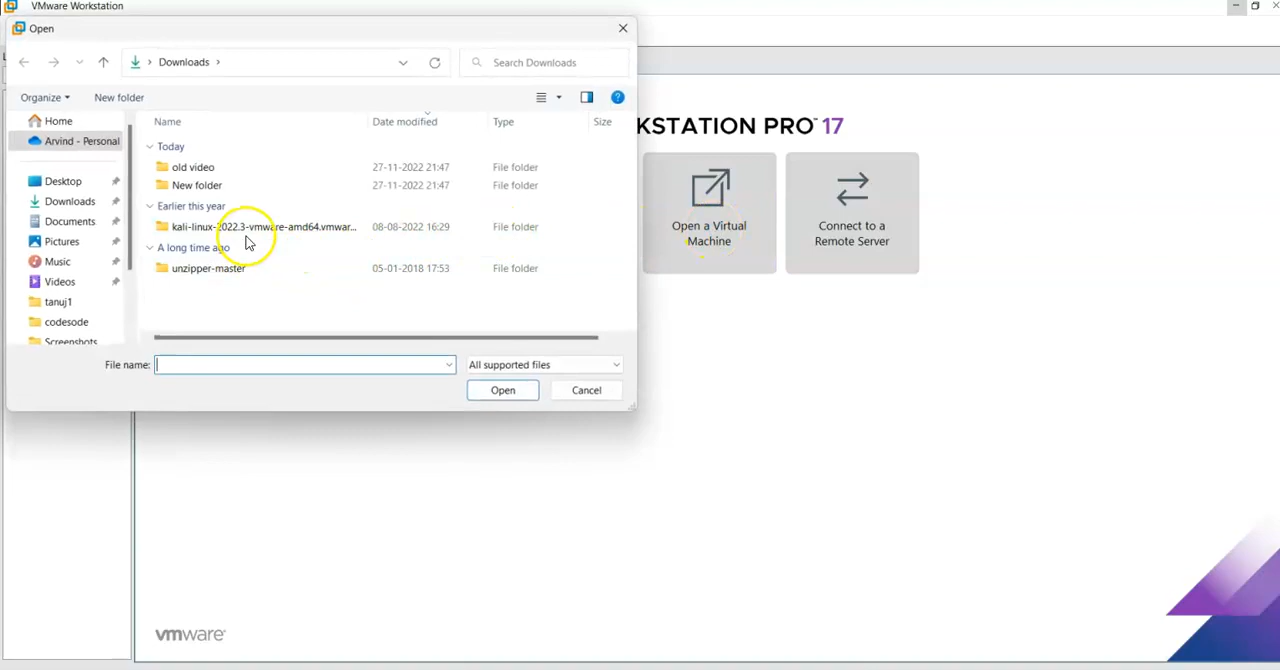 VMware Workstation
Open
Downloads
Search Downloads
Organize
New folder
Home
Arvind - Personal
Desktop
Downloads
Documents
Pictures
Music
Videos
tanuj1
codesode
Screenshots
Name Date modified Type Size
Today
old video 27-11-2022 21:47 File folder
New folder 27-11-2022 21:47 File folder
Earlier this year
kali-linux-2022.3-vmware-amd64.vmwar... 08-08-2022 16:29 File folder
A long time ago
unzipper-master 05-01-2018 17:53 File folder
File name:
All supported files
Open Cancel
KSTATION PRO™ 17
Open a Virtual
Machine
Connect to a
Remote Server
vmware®